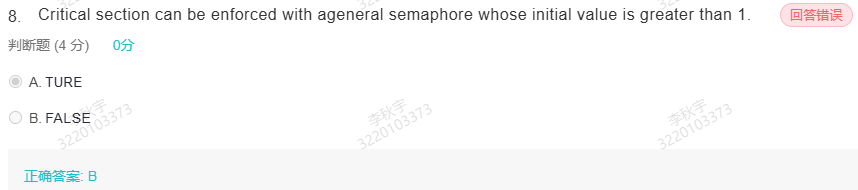 8. Critical section can be enforced with ageneral semaphore whose initial value is greater than 1. 回答错误
判断题 (4 分) 0分
A. TURE
B. FALSE
李秋宇 李秋宇 李秋宇
3220103373 3220103373 3220103373
正确答案: B